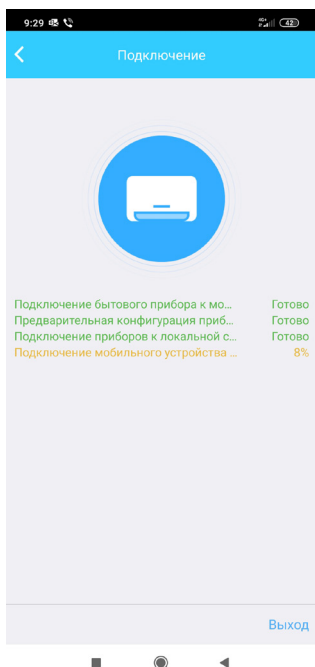 9:29
4G+
42
Подключение
Подключение бытового прибора к мо... Готово
Предварительная конфигурация приб... Готово
Подключение приборов к локальной с... Готово
Подключение мобильного устройства ... 8%
Выход